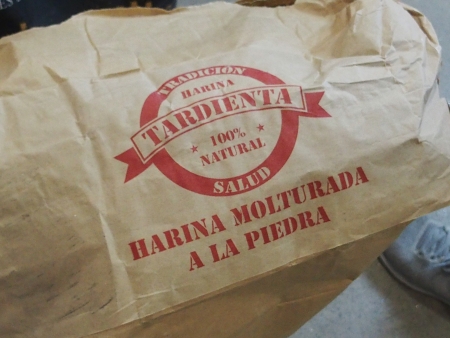 TRADICIÓN
HARINA
TARDIENTA
100%
NATURAL
SALUD
HARINA MOLTURADA
A LA PIEDRA